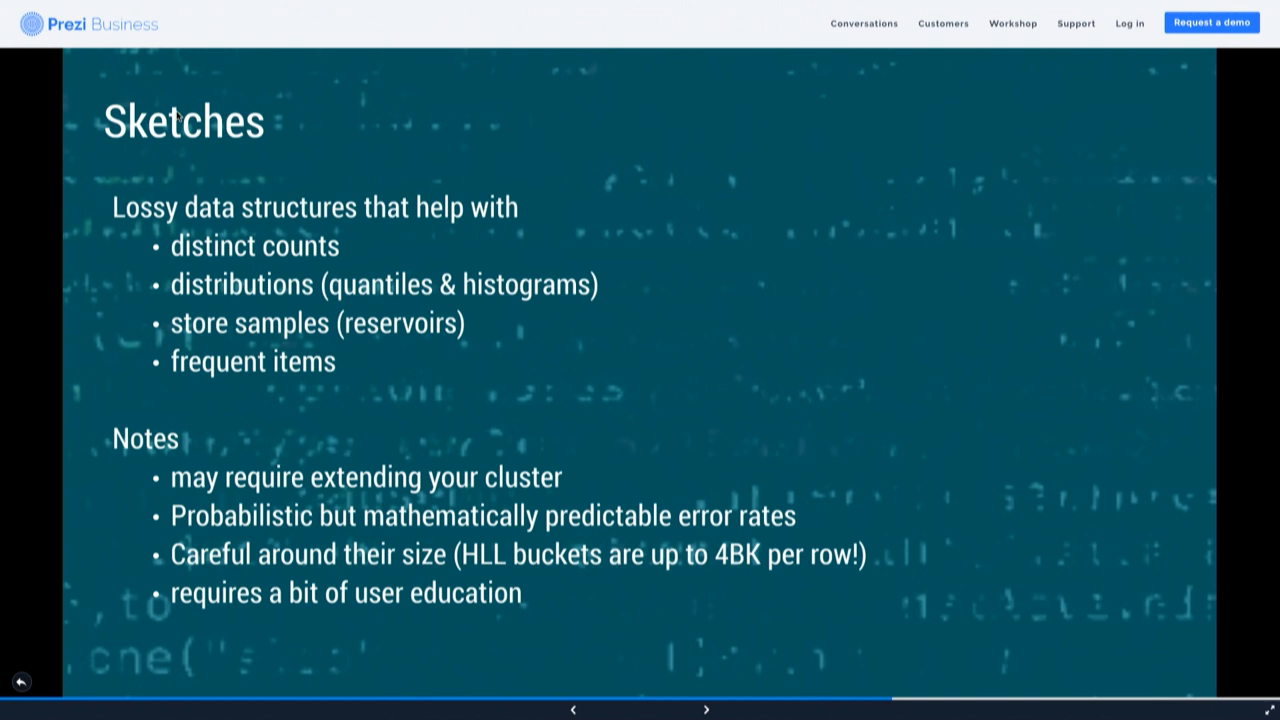 Prezi Business
Conversations Customers Workshop Support Log in Request a demo
Sketches
Lossy data structures that help with
• distinct counts
• distributions (quantiles & histograms)
• store samples (reservoirs)
• frequent items
Notes
• may require extending your cluster
• Probabilistic but mathematically predictable error rates
• Careful around their size (HLL buckets are up to 4BK per row!)
• requires a bit of user education
,to
cne("